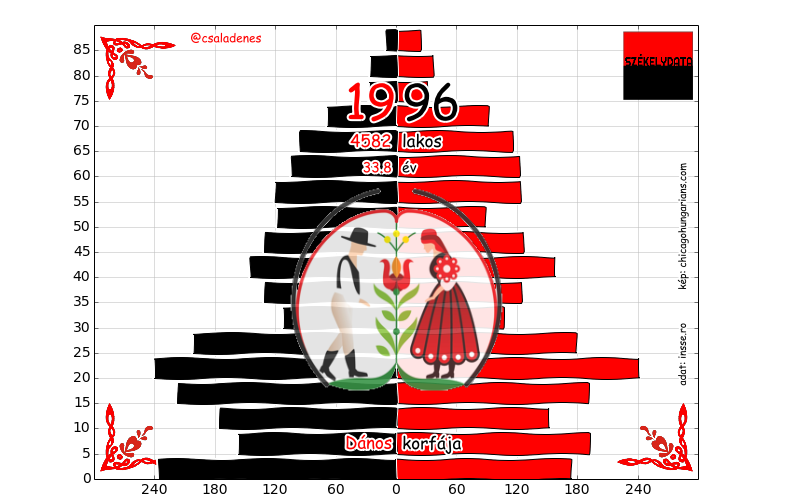 @csaladenes
SZÉKELYDATA
1996
4582 lakos
33.8 év
kép: chicagohungarians.com
adat: insse.ro
Dános korfája
85
80
75
70
65
60
55
50
45
40
35
30
25
20
15
10
5
0
240 180 120 60 0 60 120 180 240